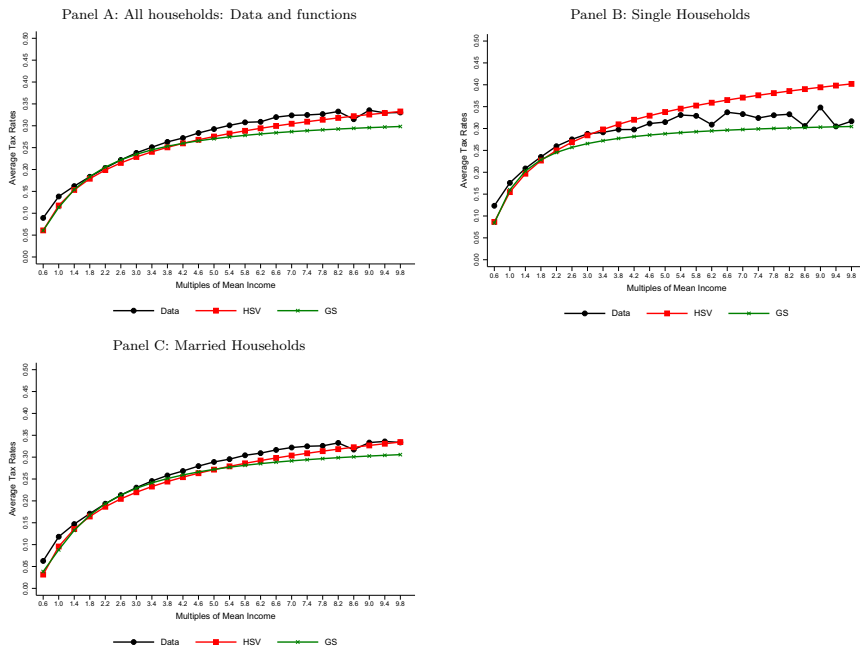 Panel A: All households: Data and functions
Average Tax Rates
0.50
0.45
0.40
0.35
0.30
0.25
0.20
0.15
0.10
0.05
0.00
0.6 1.0 1.4 1.8 2.2 2.6 3.0 3.4 3.8 4.2 4.6 5.0 5.4 5.8 6.2 6.6 7.0 7.4 7.8 8.2 8.6 9.0 9.4 9.8
Multiples of Mean Income
Data HSV GS
Panel B: Single Households
Average Tax Rates
0.50
0.45
0.40
0.35
0.30
0.25
0.20
0.15
0.10
0.05
0.00
0.6 1.0 1.4 1.8 2.2 2.6 3.0 3.4 3.8 4.2 4.6 5.0 5.4 5.8 6.2 6.6 7.0 7.4 7.8 8.2 8.6 9.0 9.4 9.8
Multiples of Mean Income
Data HSV GS
Panel C: Married Households
Average Tax Rates
0.50
0.45
0.40
0.35
0.30
0.25
0.20
0.15
0.10
0.05
0.00
0.6 1.0 1.4 1.8 2.2 2.6 3.0 3.4 3.8 4.2 4.6 5.0 5.4 5.8 6.2 6.6 7.0 7.4 7.8 8.2 8.6 9.0 9.4 9.8
Multiples of Mean Income
Data HSV GS